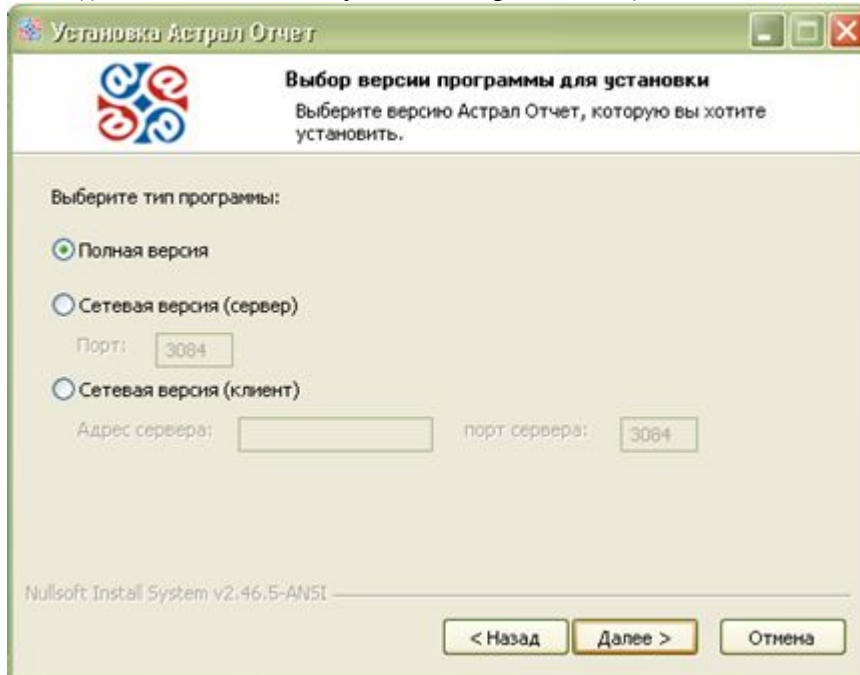 Установка Астрал Отчет
Выбор версии программы для установки
Выберите версию Астрал Отчет, которую вы хотите
установить.
Выберите тип программы:
Полная версия
Сетевая версия (сервер)
Порт: 3084
Сетевая версия (клиент)
Адрес сервера: порт сервера: 3084
Nullsoft Install System v2.46.5-ANSI
< Назад Далее > Отмена